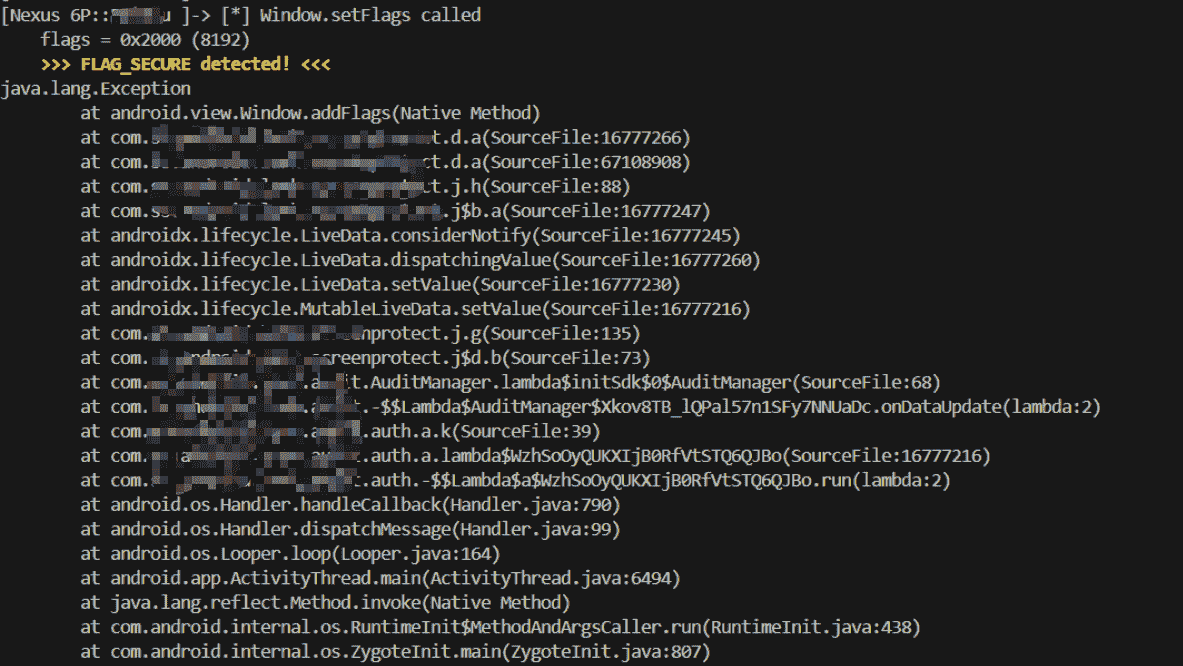 [Nexus 6P:: ]-> [*] Window.setFlags called
flags = 0x2000 (8192)
>>> FLAG_SECURE detected! <<<
java.lang.Exception
at android.view.Window.addFlags(Native Method)
at com. t.d.a(SourceFile:16777266)
at com. ct.d.a(SourceFile:67108908)
at com. ct.j.h(SourceFile:88)
at com. .j$b.a(SourceFile:16777247)
at androidx.lifecycle.LiveData.considerNotify(SourceFile:16777245)
at androidx.lifecycle.LiveData.dispatchingValue(SourceFile:16777260)
at androidx.lifecycle.LiveData.setValue(SourceFile:16777230)
at androidx.lifecycle.MutableLiveData.setValue(SourceFile:16777216)
at com. enprotect.j.g(SourceFile:135)
at com. screenprotect.j$d.b(SourceFile:73)
at com. .AuditManager.lambda$initSdk$0$AuditManager(SourceFile:68)
at com. .-$$Lambda$AuditManager$Xkov8TB_lQPal57n1SFy7NNUaDc.onDataUpdate(lambda:2)
at com. .auth.a.k(SourceFile:39)
at com. .auth.a.lambda$WzhSoOyQUKXIjB0RfVtSTQ6QJBo(SourceFile:16777216)
at com. .auth.-$$Lambda$a$WzhSoOyQUKXIjB0RfVtSTQ6QJBo.run(lambda:2)
at android.os.Handler.handleCallback(Handler.java:790)
at android.os.Handler.dispatchMessage(Handler.java:99)
at android.os.Looper.loop(Looper.java:164)
at android.app.ActivityThread.main(ActivityThread.java:6494)
at java.lang.reflect.Method.invoke(Native Method)
at com.android.internal.os.RuntimeInit$MethodAndArgsCaller.run(RuntimeInit.java:438)
at com.android.internal.os.ZygoteInit.main(ZygoteInit.java:807)